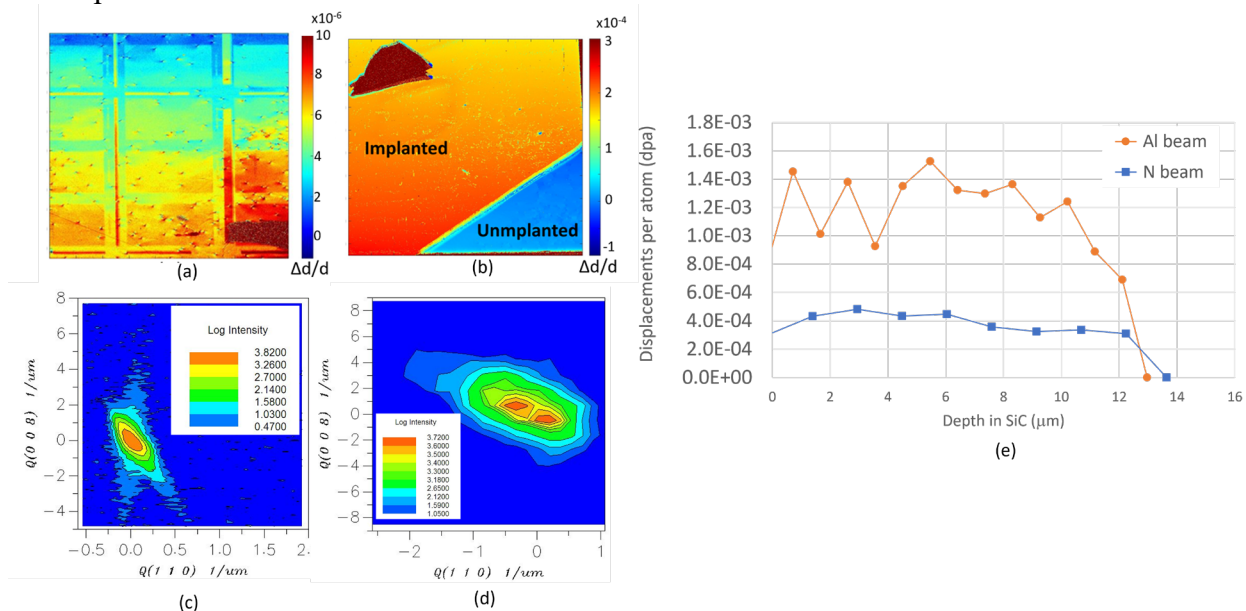 x10⁻⁶
10
8
6
4
2
0
Δd/d
(a)
x10⁻⁴
3
2
1
0
-1
Δd/d
Implanted
Unmplanted
(b)
8
6
4
2
0
−2
−4
Q(0 0 8) 1/um
Log Intensity
3.8200
3.2600
2.7000
2.1400
1.5800
1.0300
0.4700
−0.5 0.0 0.5 1.0 1.5 2.
Q(1 1 0) 1/um
(c)
8
6
4
2
0
−2
−4
−6
−8
Q(0 0 8) 1/um
Log Intensity
3.7200
3.6000
3.5000
3.4000
3.3000
3.1800
2.6500
2.1200
1.5900
1.0500
−2 −1 0 1
Q(1 1 0) 1/um
(d)
Displacements per atom (dpa)
1.8E-03
1.6E-03
1.4E-03
1.2E-03
1.0E-03
8.0E-04
6.0E-04
4.0E-04
2.0E-04
0.0E+00
Al beam
N beam
0 2 4 6 8 10 12 14 16
Depth in SiC (μm)
(e)